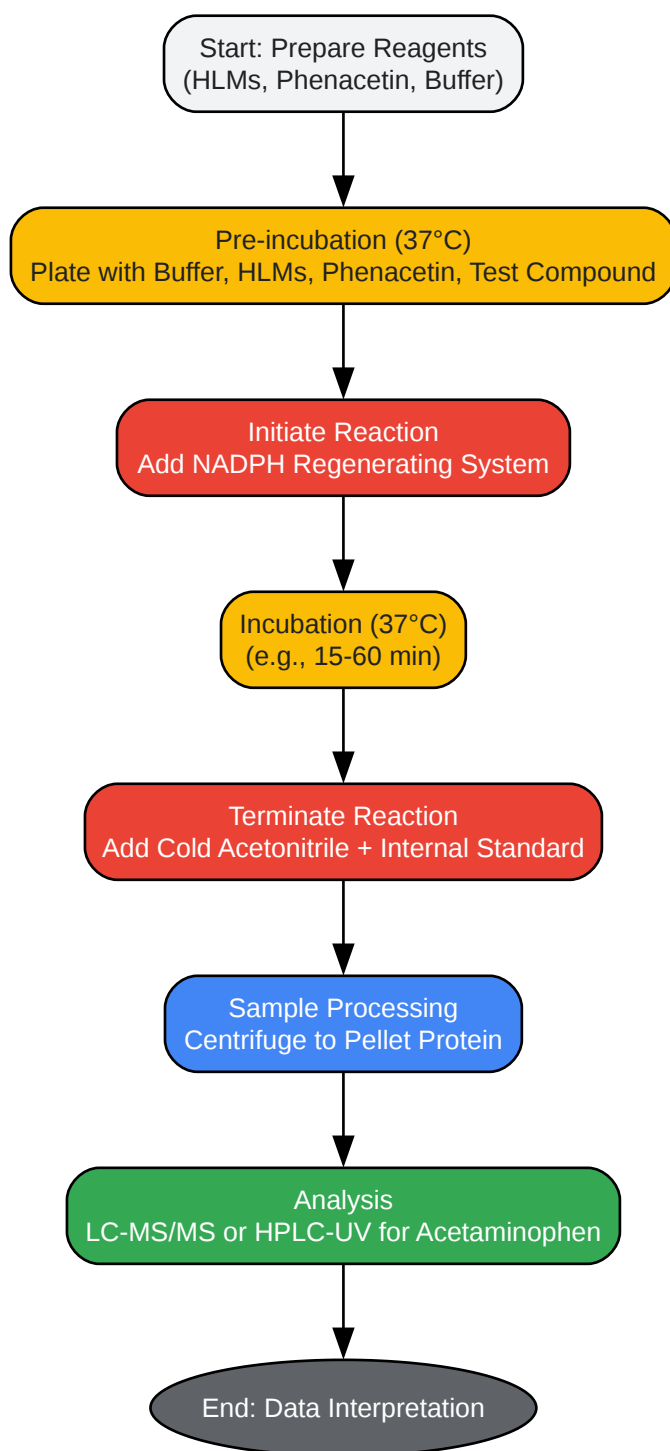 Start: Prepare Reagents
(HLMs, Phenacetin, Buffer)
Pre-incubation (37°C)
Plate with Buffer, HLMs, Phenacetin, Test Compound
Initiate Reaction
Add NADPH Regenerating System
Incubation (37°C)
(e.g., 15-60 min)
Terminate Reaction
Add Cold Acetonitrile + Internal Standard
Sample Processing
Centrifuge to Pellet Protein
Analysis
LC-MS/MS or HPLC-UV for Acetaminophen
End: Data Interpretation